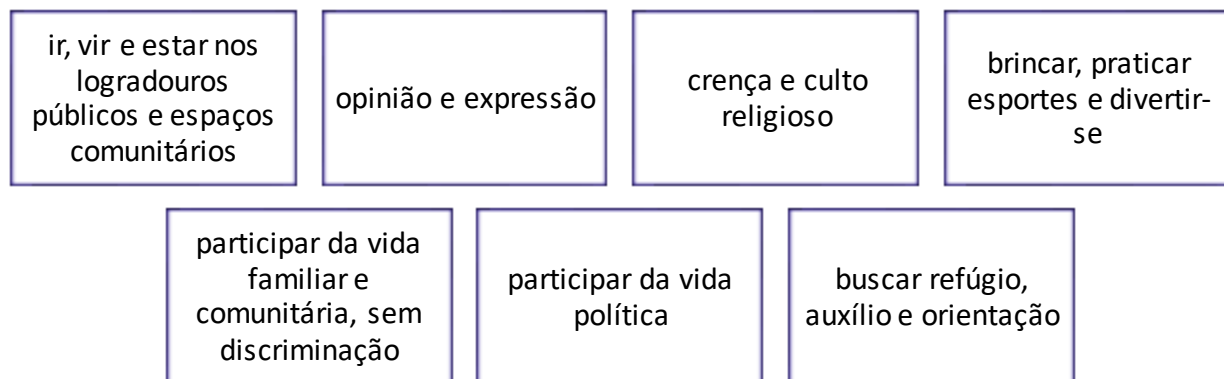 ir, vir e estar nos
logradouros
públicos e espaços
comunitários
opinião e expressão
crença e culto
religioso
brincar, praticar
esportes e divertir-
se
participar da vida
familiar e
comunitária, sem
discriminação
participar da vida
política
buscar refúgio,
auxílio e orientação